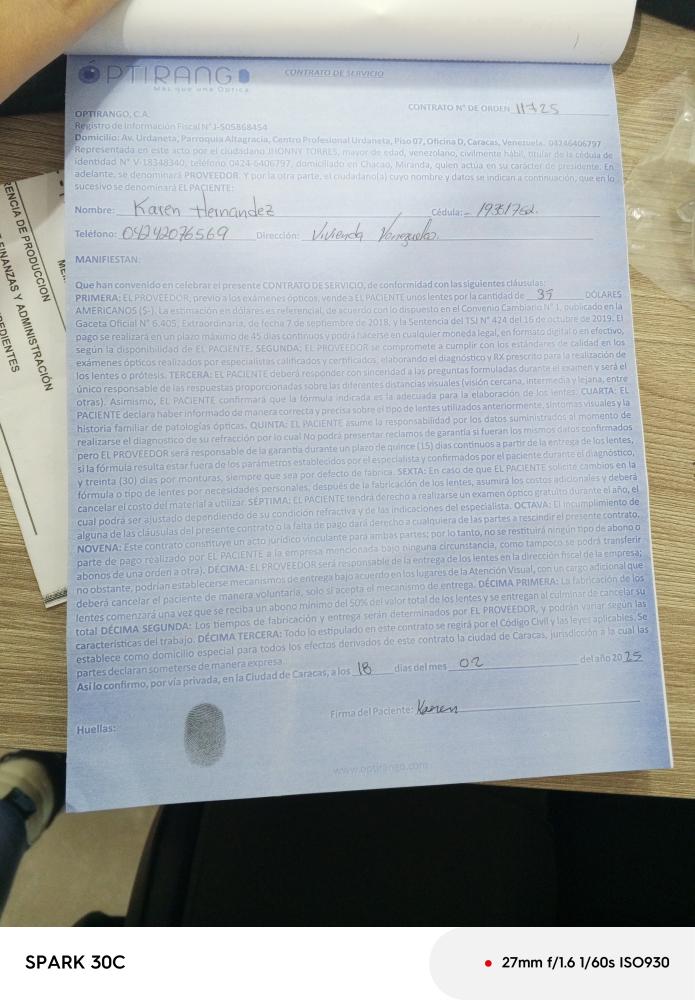 ÓPTIRANGO
Más que una Óptica
CONTRATO DE SERVICIO
CONTRATO N° DE ORDEN 11725
OPTIRANGO, C.A.
Registro de Información Fiscal N° J-505868454
Domicilio: Av. Urdaneta, Parroquia Altagracia, Centro Profesional Urdaneta, Piso 07, Oficina D, Caracas, Venezuela. 04246406797
Representada en este acto por el ciudadano JHONNY TORRES, mayor de edad, venezolano, civilmente hábil, titular de la cédula de
identidad N° V-18348340, teléfono 0424-6406797, domiciliado en Chacao, Miranda, quien actúa en su carácter de presidente. En
adelante, se denominará PROVEEDOR. Y por la otra parte, el ciudadano(a) cuyo nombre y datos se indican a continuación, que en lo
sucesivo se denominará EL PACIENTE:
Nombre: Karen Hernandez Cédula: - 19351762.
Teléfono: 04242076569 Dirección: Vivienda Venezuela.
MANIFIESTAN:
Que han convenido en celebrar el presente CONTRATO DE SERVICIO, de conformidad con las siguientes cláusulas:
PRIMERA: EL PROVEEDOR, previo a los exámenes ópticos, vende a EL PACIENTE unos lentes por la cantidad de 35 DÓLARES
AMERICANOS ($-). La estimación en dólares es referencial, de acuerdo con lo dispuesto en el Convenio Cambiario N° 1, publicado en la
Gaceta Oficial N° 6.405, Extraordinaria, de fecha 7 de septiembre de 2018, y la Sentencia del TSJ N° 424 del 16 de octubre de 2019. El
pago se realizará en un plazo máximo de 45 días continuos y podrá hacerse en cualquier moneda legal, en formato digital o en efectivo,
según la disponibilidad de EL PACIENTE. SEGUNDA: EL PROVEEDOR se compromete a cumplir con los estándares de calidad en los
exámenes ópticos realizados por especialistas calificados y certificados, elaborando el diagnóstico y RX prescrito para la realización de
los lentes o prótesis. TERCERA: EL PACIENTE deberá responder con sinceridad a las preguntas formuladas durante el examen y será el
único responsable de las respuestas proporcionadas sobre las diferentes distancias visuales (visión cercana, intermedia y lejana, entre
otras). Asimismo, EL PACIENTE confirmará que la fórmula indicada es la adecuada para la elaboración de los lentes. CUARTA: EL
PACIENTE declara haber informado de manera correcta y precisa sobre el tipo de lentes utilizados anteriormente, síntomas visuales y la
historia familiar de patologías ópticas. QUINTA: EL PACIENTE asume la responsabilidad por los datos suministrados al momento de
realizarse el diagnostico de su refracción por lo cual No podrá presentar reclamos de garantía si fueran los mismos datos confirmados
pero EL PROVEEDOR será responsable de la garantía durante un plazo de quince (15) días continuos a partir de la entrega de los lentes,
si la fórmula resulta estar fuera de los parámetros establecidos por el especialista y confirmados por el paciente durante el diagnóstico,
y treinta (30) días por monturas, siempre que sea por defecto de fabrica. SEXTA: En caso de que EL PACIENTE solicite cambios en la
fórmula o tipo de lentes por necesidades personales, después de la fabricación de los lentes, asumirá los costos adicionales y deberá
cancelar el costo del material a utilizar. SÉPTIMA: EL PACIENTE tendrá derecho a realizarse un examen óptico gratuito durante el año, el
cual podrá ser ajustado dependiendo de su condición refractiva y de las indicaciones del especialista. OCTAVA: El incumplimiento de
alguna de las cláusulas del presente contrato o la falta de pago dará derecho a cualquiera de las partes a rescindir el presente contrato.
NOVENA: Este contrato constituye un acto jurídico vinculante para ambas partes; por lo tanto, no se restituirá ningún tipo de abono o
parte de pago realizado por EL PACIENTE a la empresa mencionada bajo ninguna circunstancia, como tampoco se podrá transferir
abonos de una orden a otra). DÉCIMA: EL PROVEEDOR será responsable de la entrega de los lentes en la dirección fiscal de la empresa;
no obstante, podrían establecerse mecanismos de entrega bajo acuerdo en los lugares de la Atención Visual, con un cargo adicional que
deberá cancelar el paciente de manera voluntaria, solo si acepta el mecanismo de entrega. DÉCIMA PRIMERA: La fabricación de los
lentes comenzará una vez que se reciba un abono mínimo del 50% del valor total de los lentes y se entregan al culminar de cancelar su
total DÉCIMA SEGUNDA: Los tiempos de fabricación y entrega serán determinados por EL PROVEEDOR, y podrán variar según las
características del trabajo. DÉCIMA TERCERA: Todo lo estipulado en este contrato se regirá por el Código Civil y las leyes aplicables. Se
establece como domicilio especial para todos los efectos derivados de este contrato la ciudad de Caracas, jurisdicción a la cual las
partes declaran someterse de manera expresa.
Así lo confirmo, por vía privada, en la Ciudad de Caracas, a los 18 días del mes 02 del año 2025
Firma del Paciente: Karen
Huellas:
www.optirango.com
ENCIA DE PRODUCCION
FINANZAS Y ADMINISTRACIÓN
EDIENTES
SPARK 30C
27mm f/1.6 1/60s ISO930